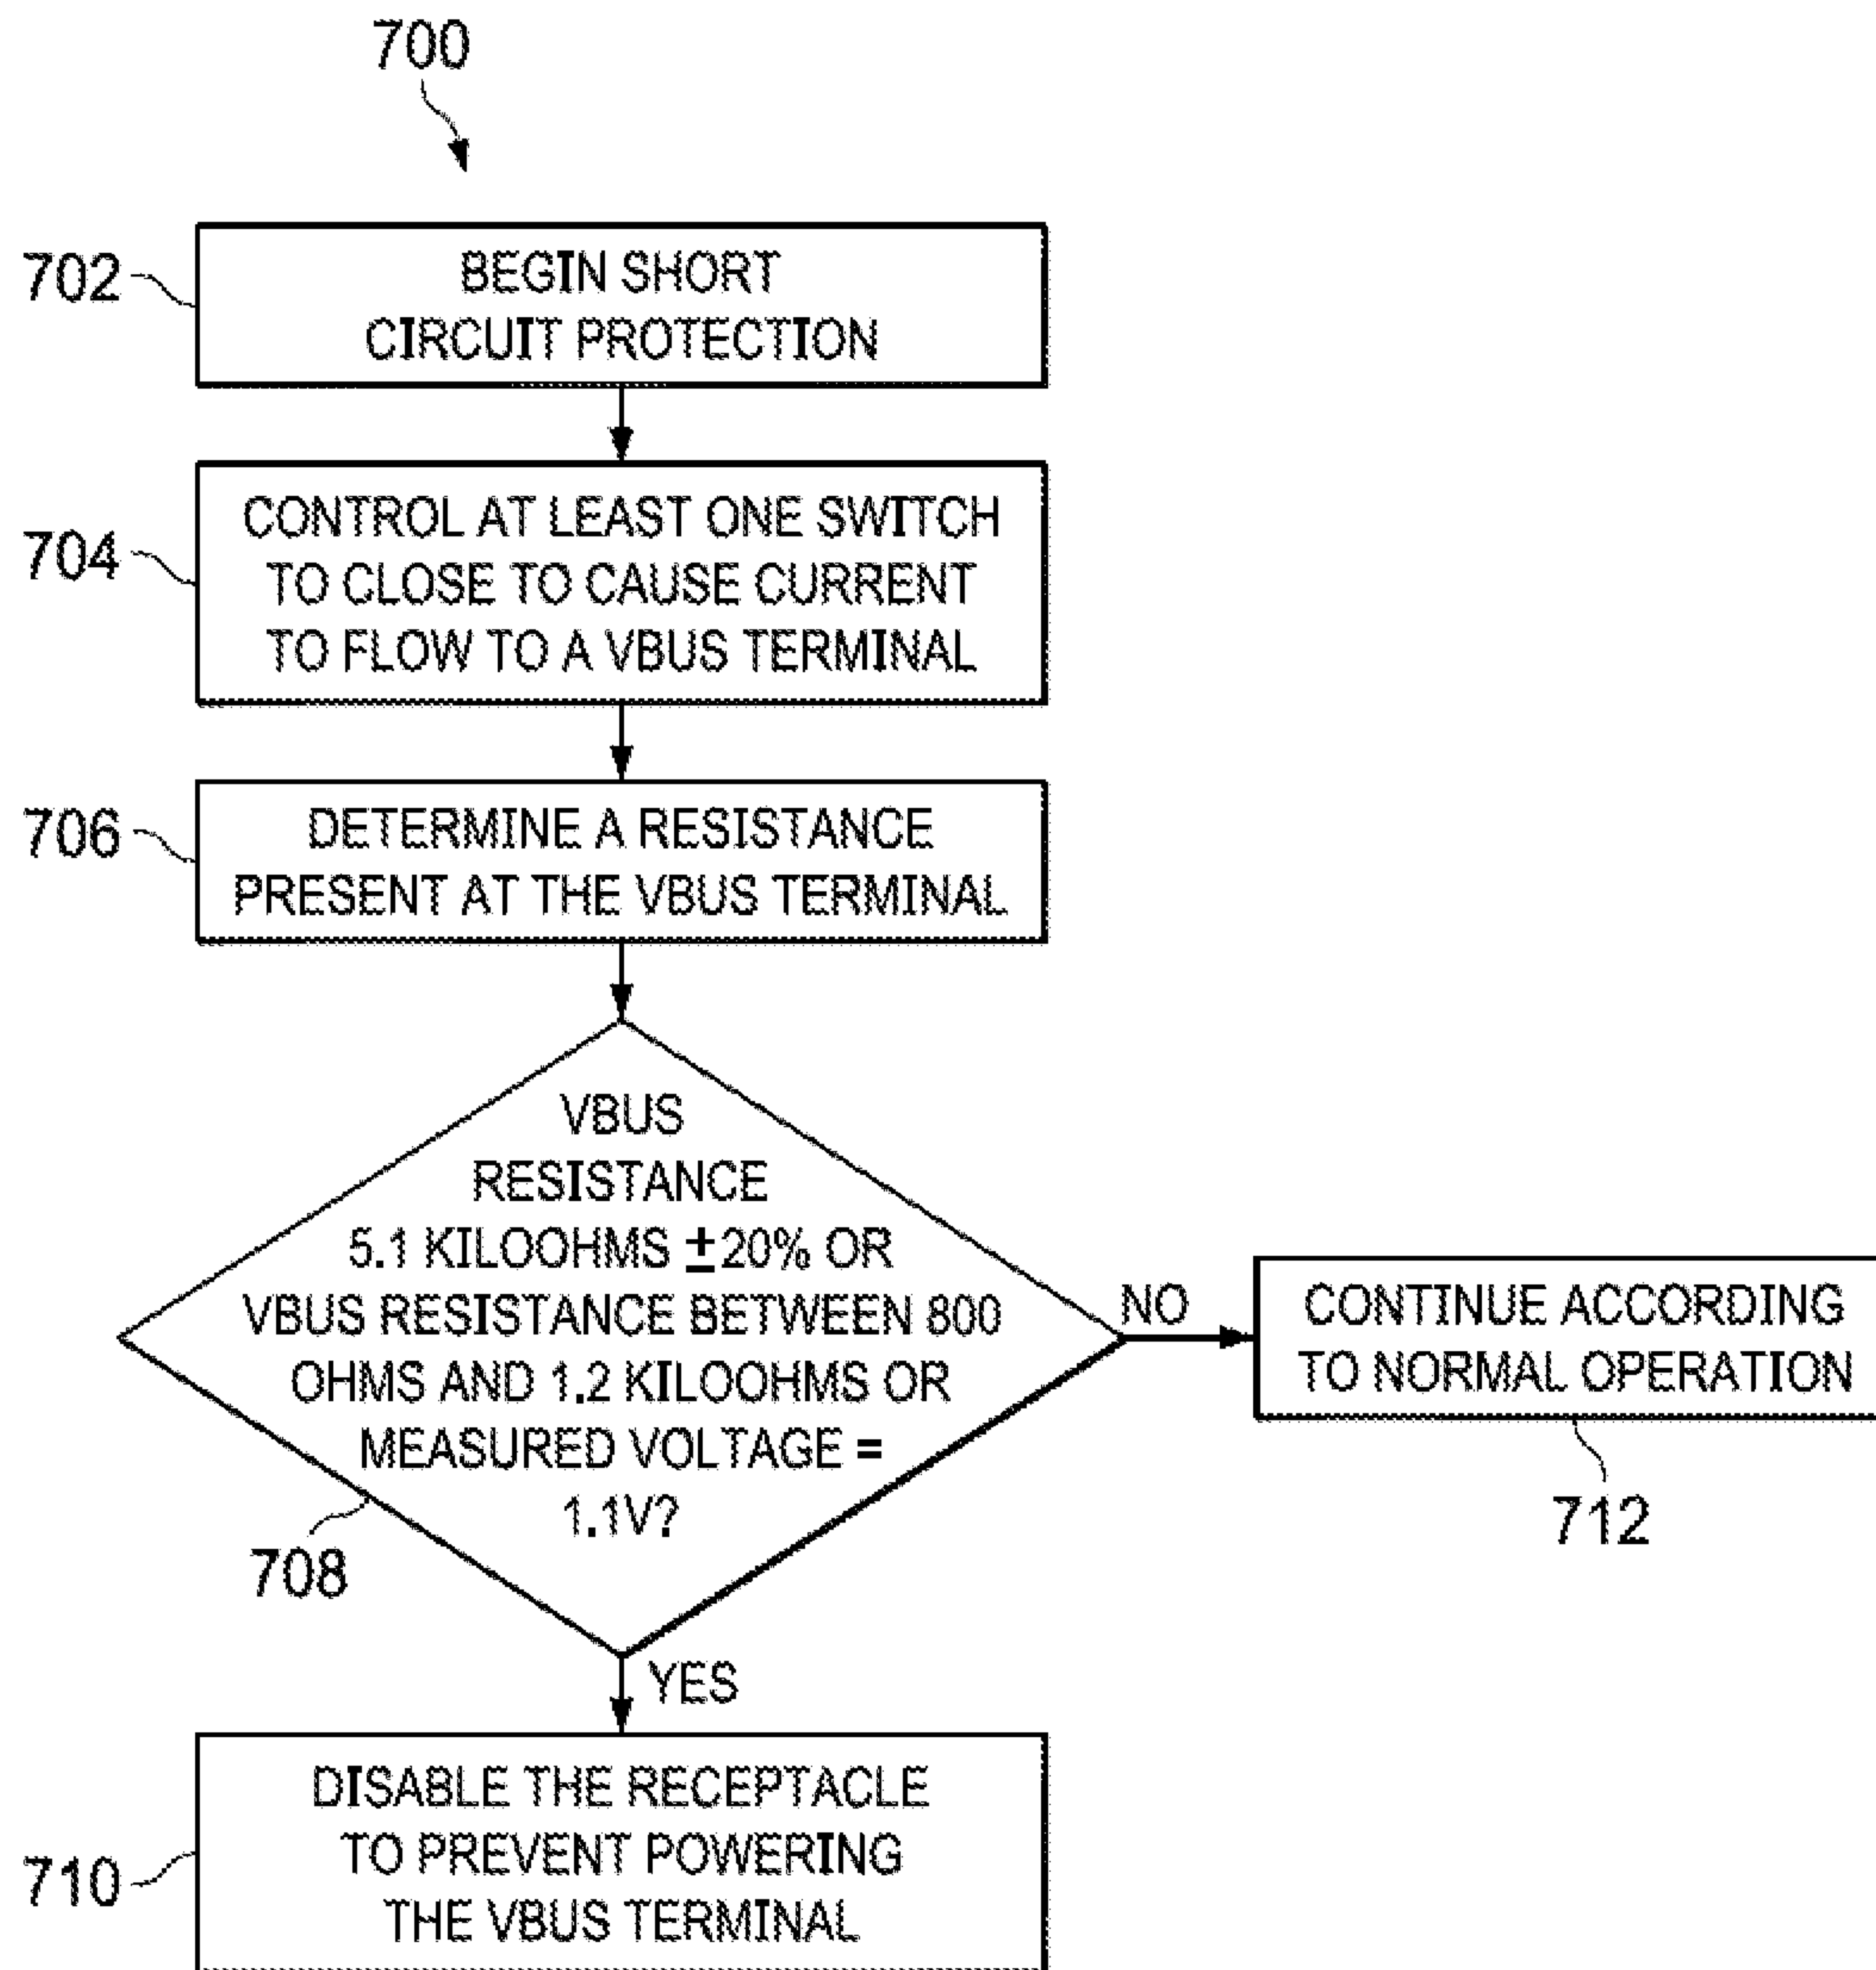 700
702
BEGIN SHORT
CIRCUIT PROTECTION
704
CONTROL AT LEAST ONE SWITCH
TO CLOSE TO CAUSE CURRENT
TO FLOW TO A VBUS TERMINAL
706
DETERMINE A RESISTANCE
PRESENT AT THE VBUS TERMINAL
VBUS
RESISTANCE
5.1 KILOOHMS ±20% OR
VBUS RESISTANCE BETWEEN 800
OHMS AND 1.2 KILOOHMS OR
MEASURED VOLTAGE =
1.1V?
708
NO
CONTINUE ACCORDING
TO NORMAL OPERATION
712
YES
710
DISABLE THE RECEPTACLE
TO PREVENT POWERING
THE VBUS TERMINAL